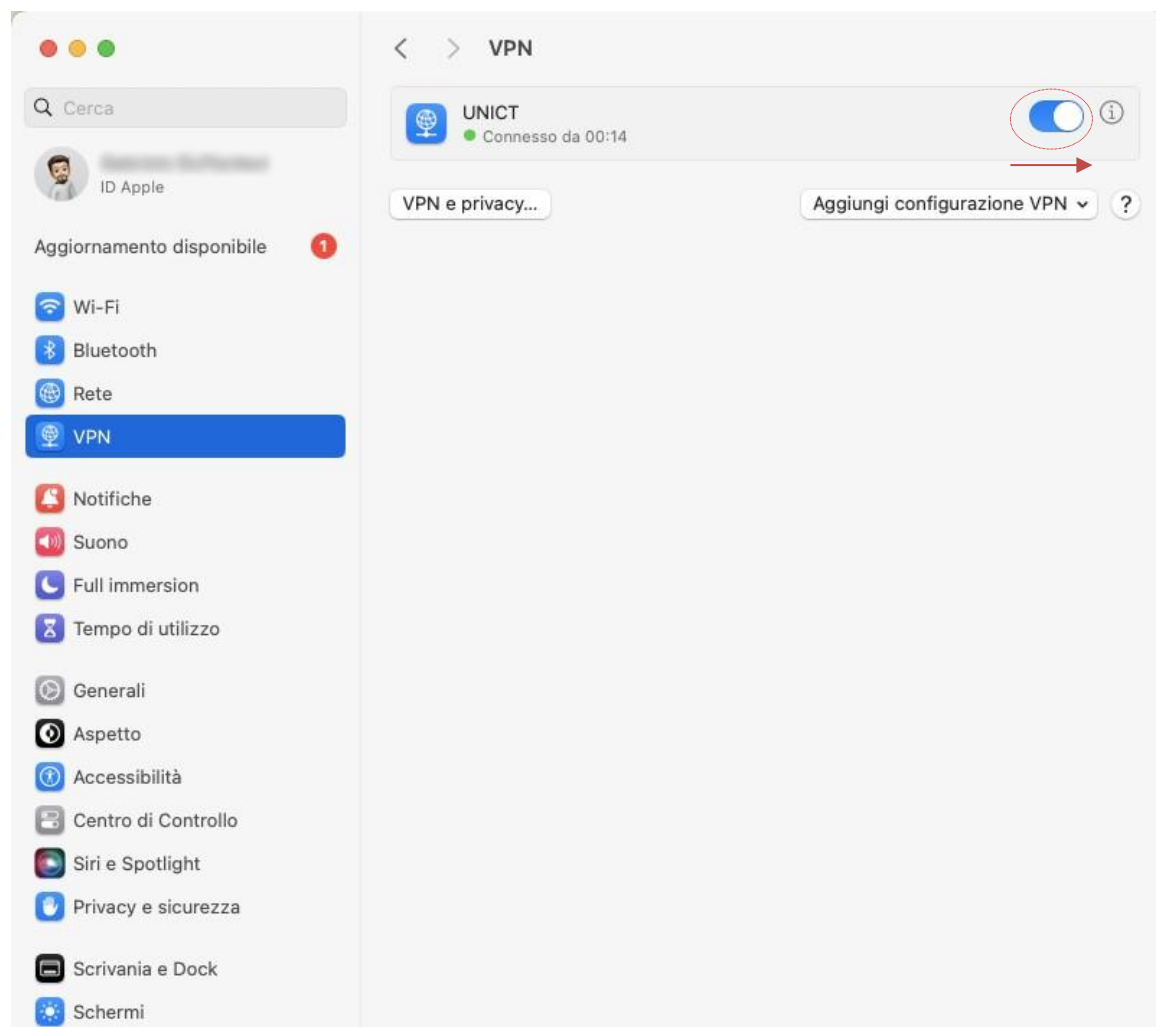 VPN
Cerca
UNICT
Connesso da 00:14
ID Apple
VPN e privacy...
Aggiungi configurazione VPN
?
Aggiornamento disponibile
1
Wi-Fi
Bluetooth
Rete
VPN
Notifiche
Suono
Full immersion
Tempo di utilizzo
Generali
Aspetto
Accessibilità
Centro di Controllo
Siri e Spotlight
Privacy e sicurezza
Scrivania e Dock
Schermi